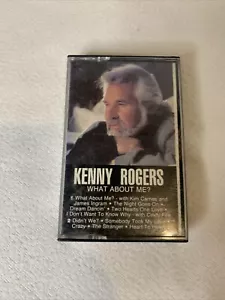 KENNY ROGERS
WHAT ABOUT ME?
1 What About Me? - with Kim Carnes and
James Ingram • The Night Goes On •
Dream Dancin' • Two Hearts One Love •
I Don't Want To Know Why - with Cindy Fee
2 Didn't We? • Somebody Took My Love •
Crazy • The Stranger • Heart To Heart